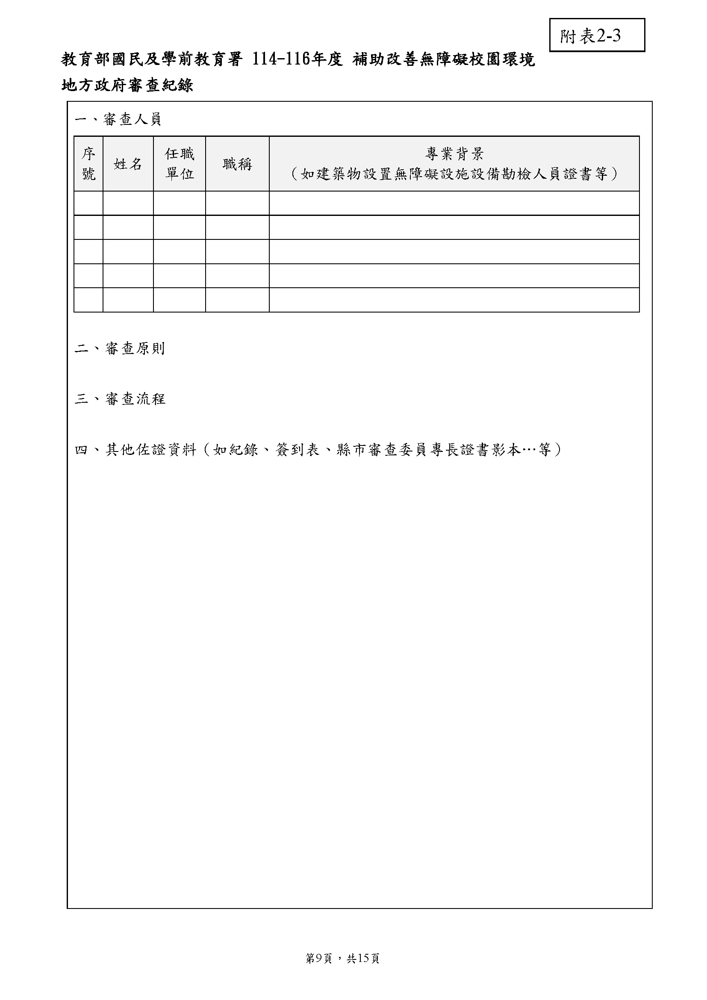 附表2-3
教育部國民及學前教育署 114-116年度 補助改善無障礙校園環境
地方政府審查紀錄
一、審查人員
序
號
姓名
任職
單位
職稱
專業背景
（如建築物設置無障礙設施設備勘檢人員證書等）
二、審查原則
三、審查流程
四、其他佐證資料（如紀錄、簽到表、縣市審查委員專長證書影本…等）
第9頁，共15頁